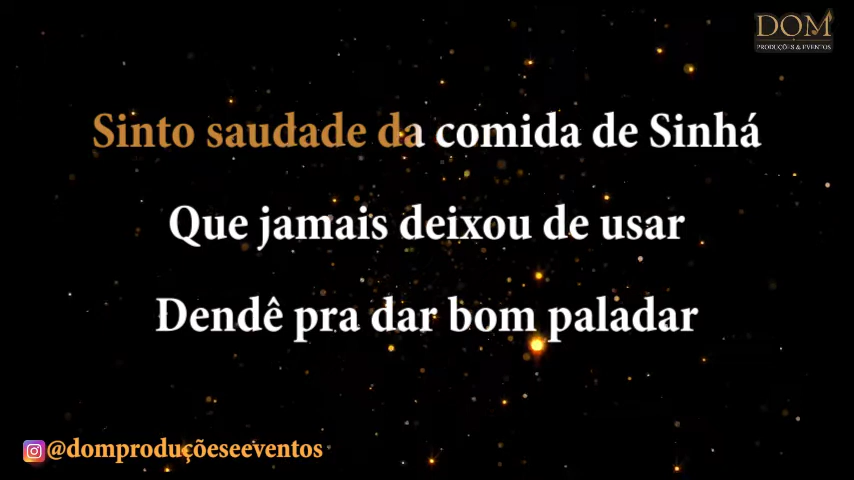 DOM
PRODUÇÕES & EVENTOS
Sinto saudade da comida de Sinhá
Que jamais deixou de usar
Dendê pra dar bom paladar
@domproduçõeseeventos